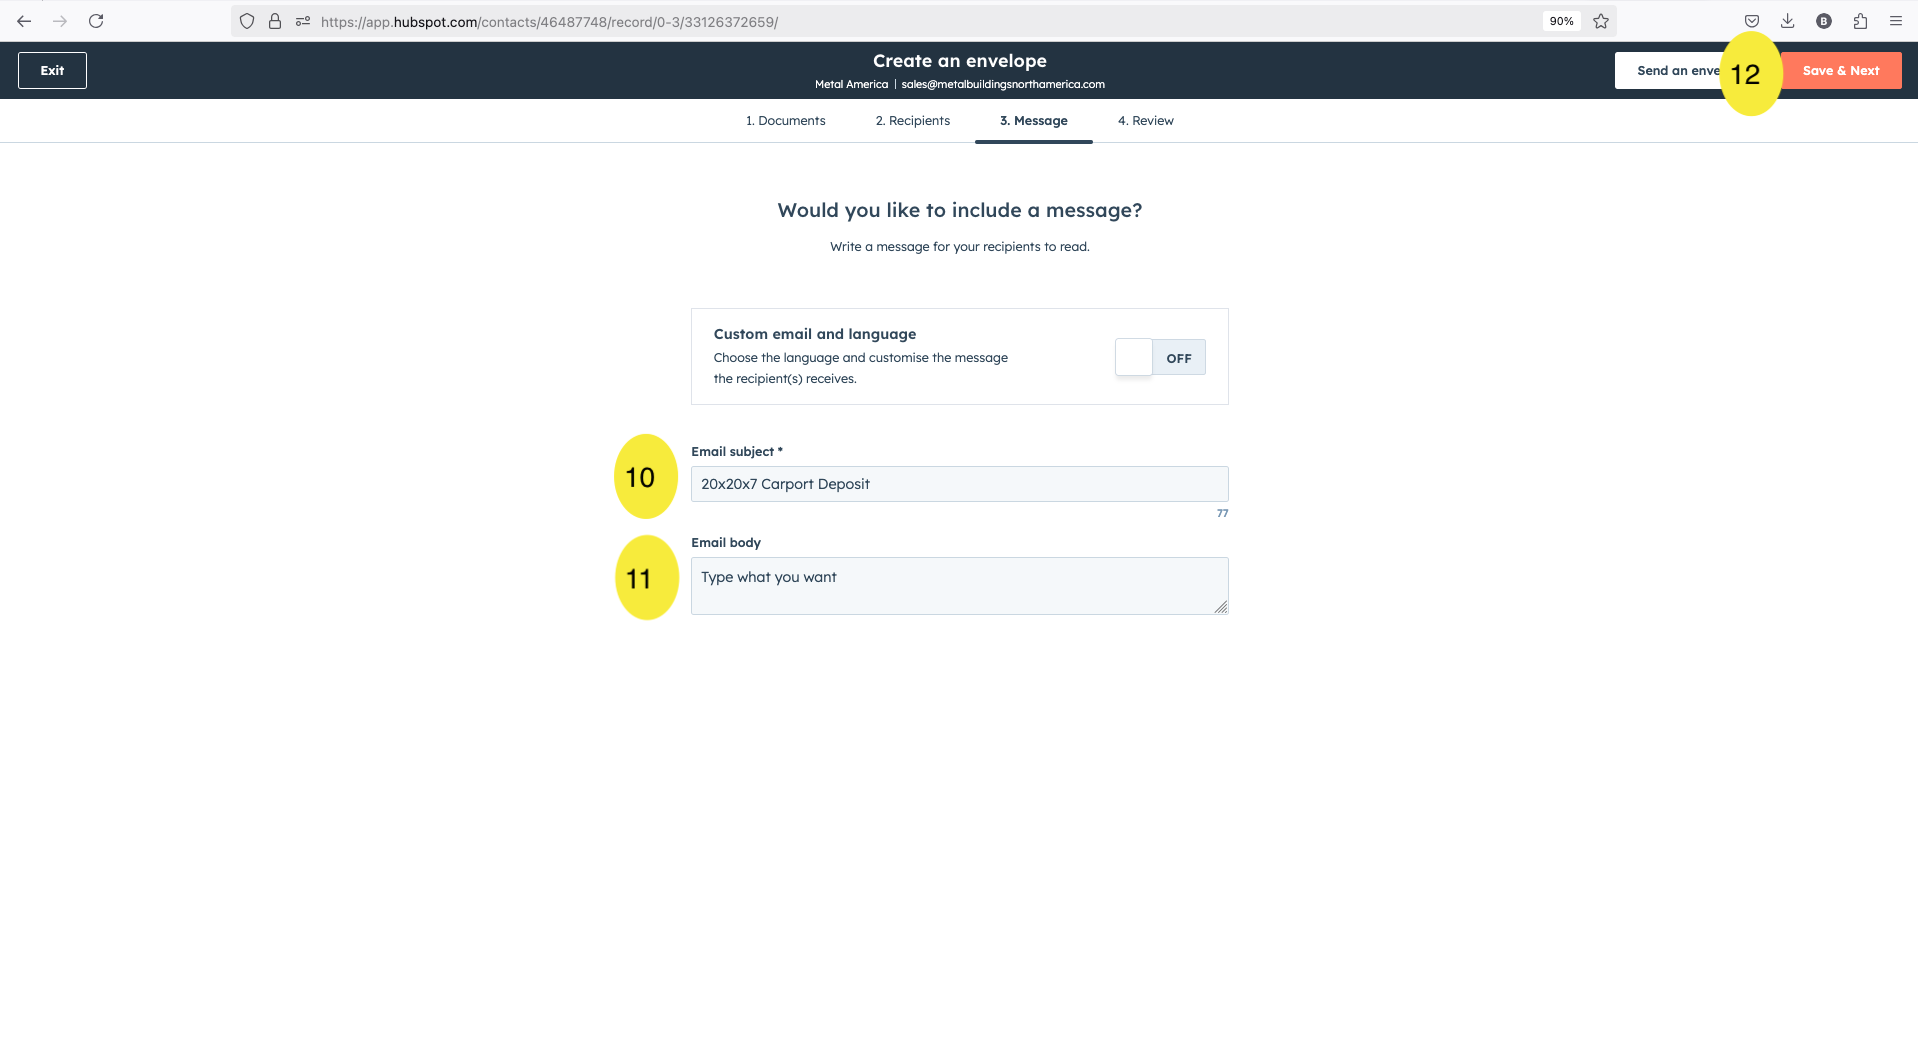 https://app.hubspot.com/contacts/46487748/record/0-3/33126372659/
90%
B
Exit
Create an envelope
Metal America | sales@metalbuildingsnorthamerica.com
Send an enve
12
Save & Next
1. Documents
2. Recipients
3. Message
4. Review
Would you like to include a message?
Write a message for your recipients to read.
Custom email and language
Choose the language and customise the message
the recipient(s) receives.
OFF
10
Email subject *
20x20x7 Carport Deposit
77
11
Email body
Type what you want